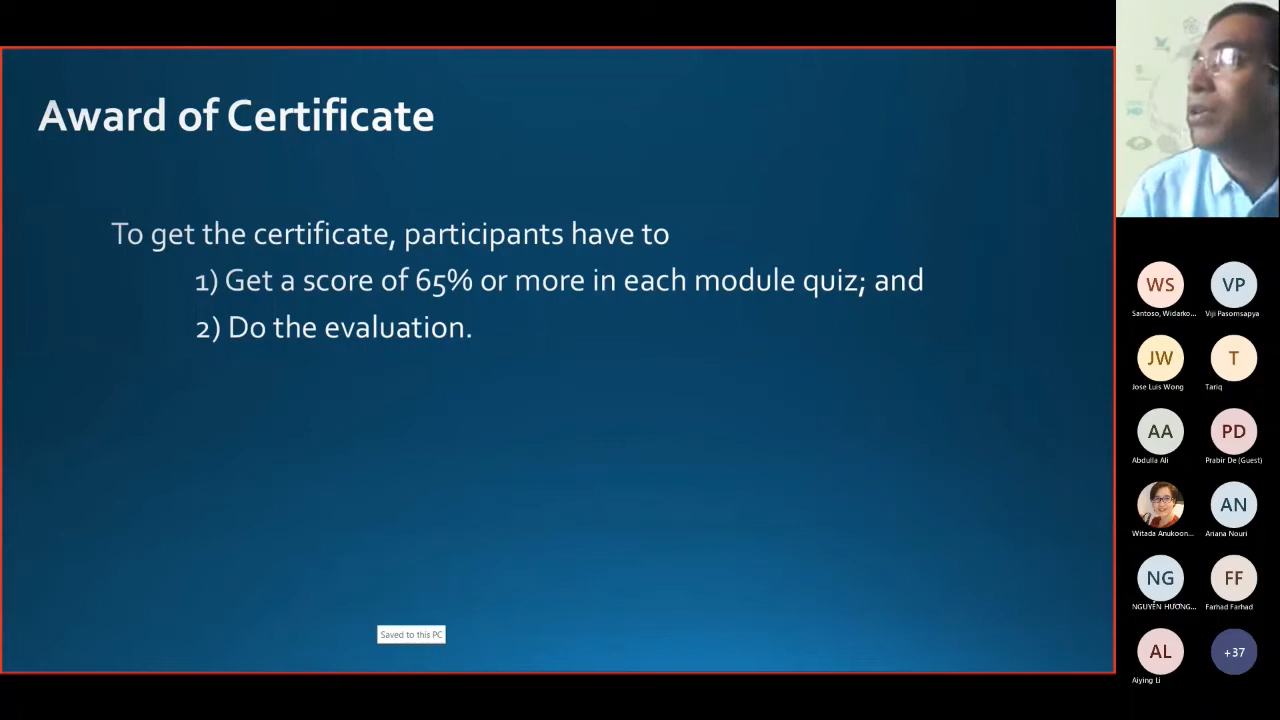 Award of Certificate
To get the certificate, participants have to
1) Get a score of 65% or more in each module quiz; and
2) Do the evaluation.
Saved to this PC
WS
VP
Santoso, Widarko...
Viji Pasomsapya
JW
T
Jose Luis Wong
Tariq
AA
PD
Abdulla Ali
Prabir De (Guest)
AN
Witada Anukoon...
Ariana Nouri
NG
FF
NGUYỄN HƯƠNG...
Farhad Farhad
AL
+37
Aiying Li